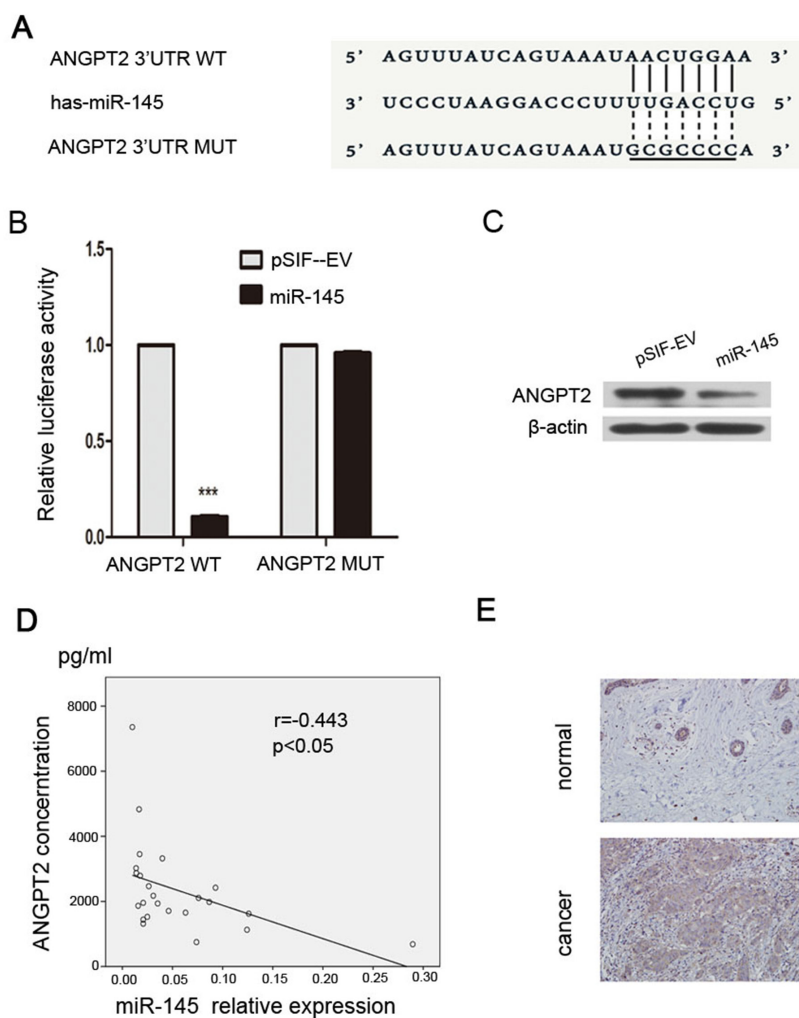 A
ANGPT2 3'UTR WT 5' AGUUUAUCAGUAAAUAACUGGAA 3'
has-miR-145 3' UCCCUAAGGACCCUUUUGACCUG 5'
ANGPT2 3'UTR MUT 5' AGUUUAUCAGUAAAUGCGCCCCA 3'
B
Relative luciferase activity
1.5
1.0
0.5
0.0
pSIF--EV
miR-145
***
ANGPT2 WT ANGPT2 MUT
C
pSIF-EV miR-145
ANGPT2
β-actin
D
pg/ml
ANGPT2 concerntration
8000
6000
4000
2000
0
r=-0.443
p<0.05
0.00 0.05 0.10 0.15 0.20 0.25 0.30
miR-145 relative expression
E
normal
cancer